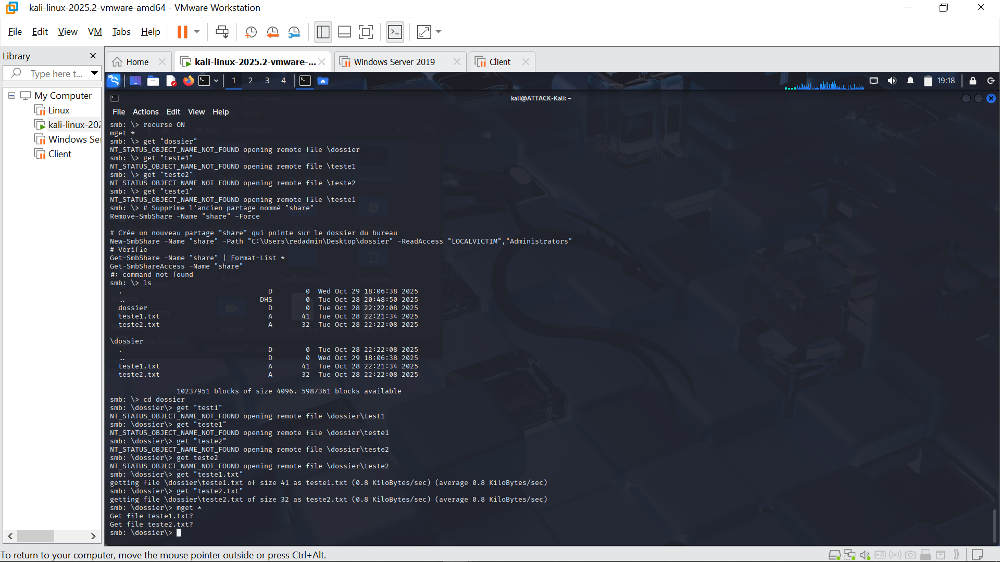 kali-linux-2025.2-vmware-amd64 - VMware Workstation
File Edit View VM Tabs Help
Library
Type here t...
My Computer
Linux
kali-linux-202
Windows Se
Client
Home
kali-linux-2025.2-vmware-...
Windows Server 2019
Client
1 2 3 4
19:18
kali@ATTACK-Kali: ~
File Actions Edit View Help
smb: \> recurse ON
mget *
smb: \> get "dossier"
NT_STATUS_OBJECT_NAME_NOT_FOUND opening remote file \dossier
smb: \> get "teste1"
NT_STATUS_OBJECT_NAME_NOT_FOUND opening remote file \teste1
smb: \> get "teste2"
NT_STATUS_OBJECT_NAME_NOT_FOUND opening remote file \teste2
smb: \> get "teste1"
NT_STATUS_OBJECT_NAME_NOT_FOUND opening remote file \teste1
smb: \> # Supprime l'ancien partage nommé "share"
Remove-SmbShare -Name "share" -Force
# Crée un nouveau partage "share" qui pointe sur le dossier du bureau
New-SmbShare -Name "share" -Path "C:\Users\redadmin\Desktop\dossier" -ReadAccess "LOCALVICTIM","Administrators"
# Vérifie
Get-SmbShare -Name "share" | Format-List *
Get-SmbShareAccess -Name "share"
#: command not found
smb: \> ls
. D 0 Wed Oct 29 18:06:38 2025
.. DHS 0 Tue Oct 28 20:48:50 2025
dossier D 0 Tue Oct 28 22:22:08 2025
teste1.txt A 41 Tue Oct 28 22:21:34 2025
teste2.txt A 32 Tue Oct 28 22:22:08 2025
\dossier
. D 0 Tue Oct 28 22:22:08 2025
.. D 0 Wed Oct 29 18:06:38 2025
teste1.txt A 41 Tue Oct 28 22:21:34 2025
teste2.txt A 32 Tue Oct 28 22:22:08 2025
10237951 blocks of size 4096. 5987361 blocks available
smb: \> cd dossier
smb: \dossier\> get "test1"
NT_STATUS_OBJECT_NAME_NOT_FOUND opening remote file \dossier\test1
smb: \dossier\> get "teste1"
NT_STATUS_OBJECT_NAME_NOT_FOUND opening remote file \dossier\teste1
smb: \dossier\> get "teste2"
NT_STATUS_OBJECT_NAME_NOT_FOUND opening remote file \dossier\teste2
smb: \dossier\> get teste2
NT_STATUS_OBJECT_NAME_NOT_FOUND opening remote file \dossier\teste2
smb: \dossier\> get "teste1.txt"
getting file \dossier\teste1.txt of size 41 as teste1.txt (0.8 KiloBytes/sec) (average 0.8 KiloBytes/sec)
smb: \dossier\> get "teste2.txt"
getting file \dossier\teste2.txt of size 32 as teste2.txt (0.8 KiloBytes/sec) (average 0.8 KiloBytes/sec)
smb: \dossier\> mget *
Get file teste1.txt?
Get file teste2.txt?
smb: \dossier\>
To return to your computer, move the mouse pointer outside or press Ctrl+Alt.